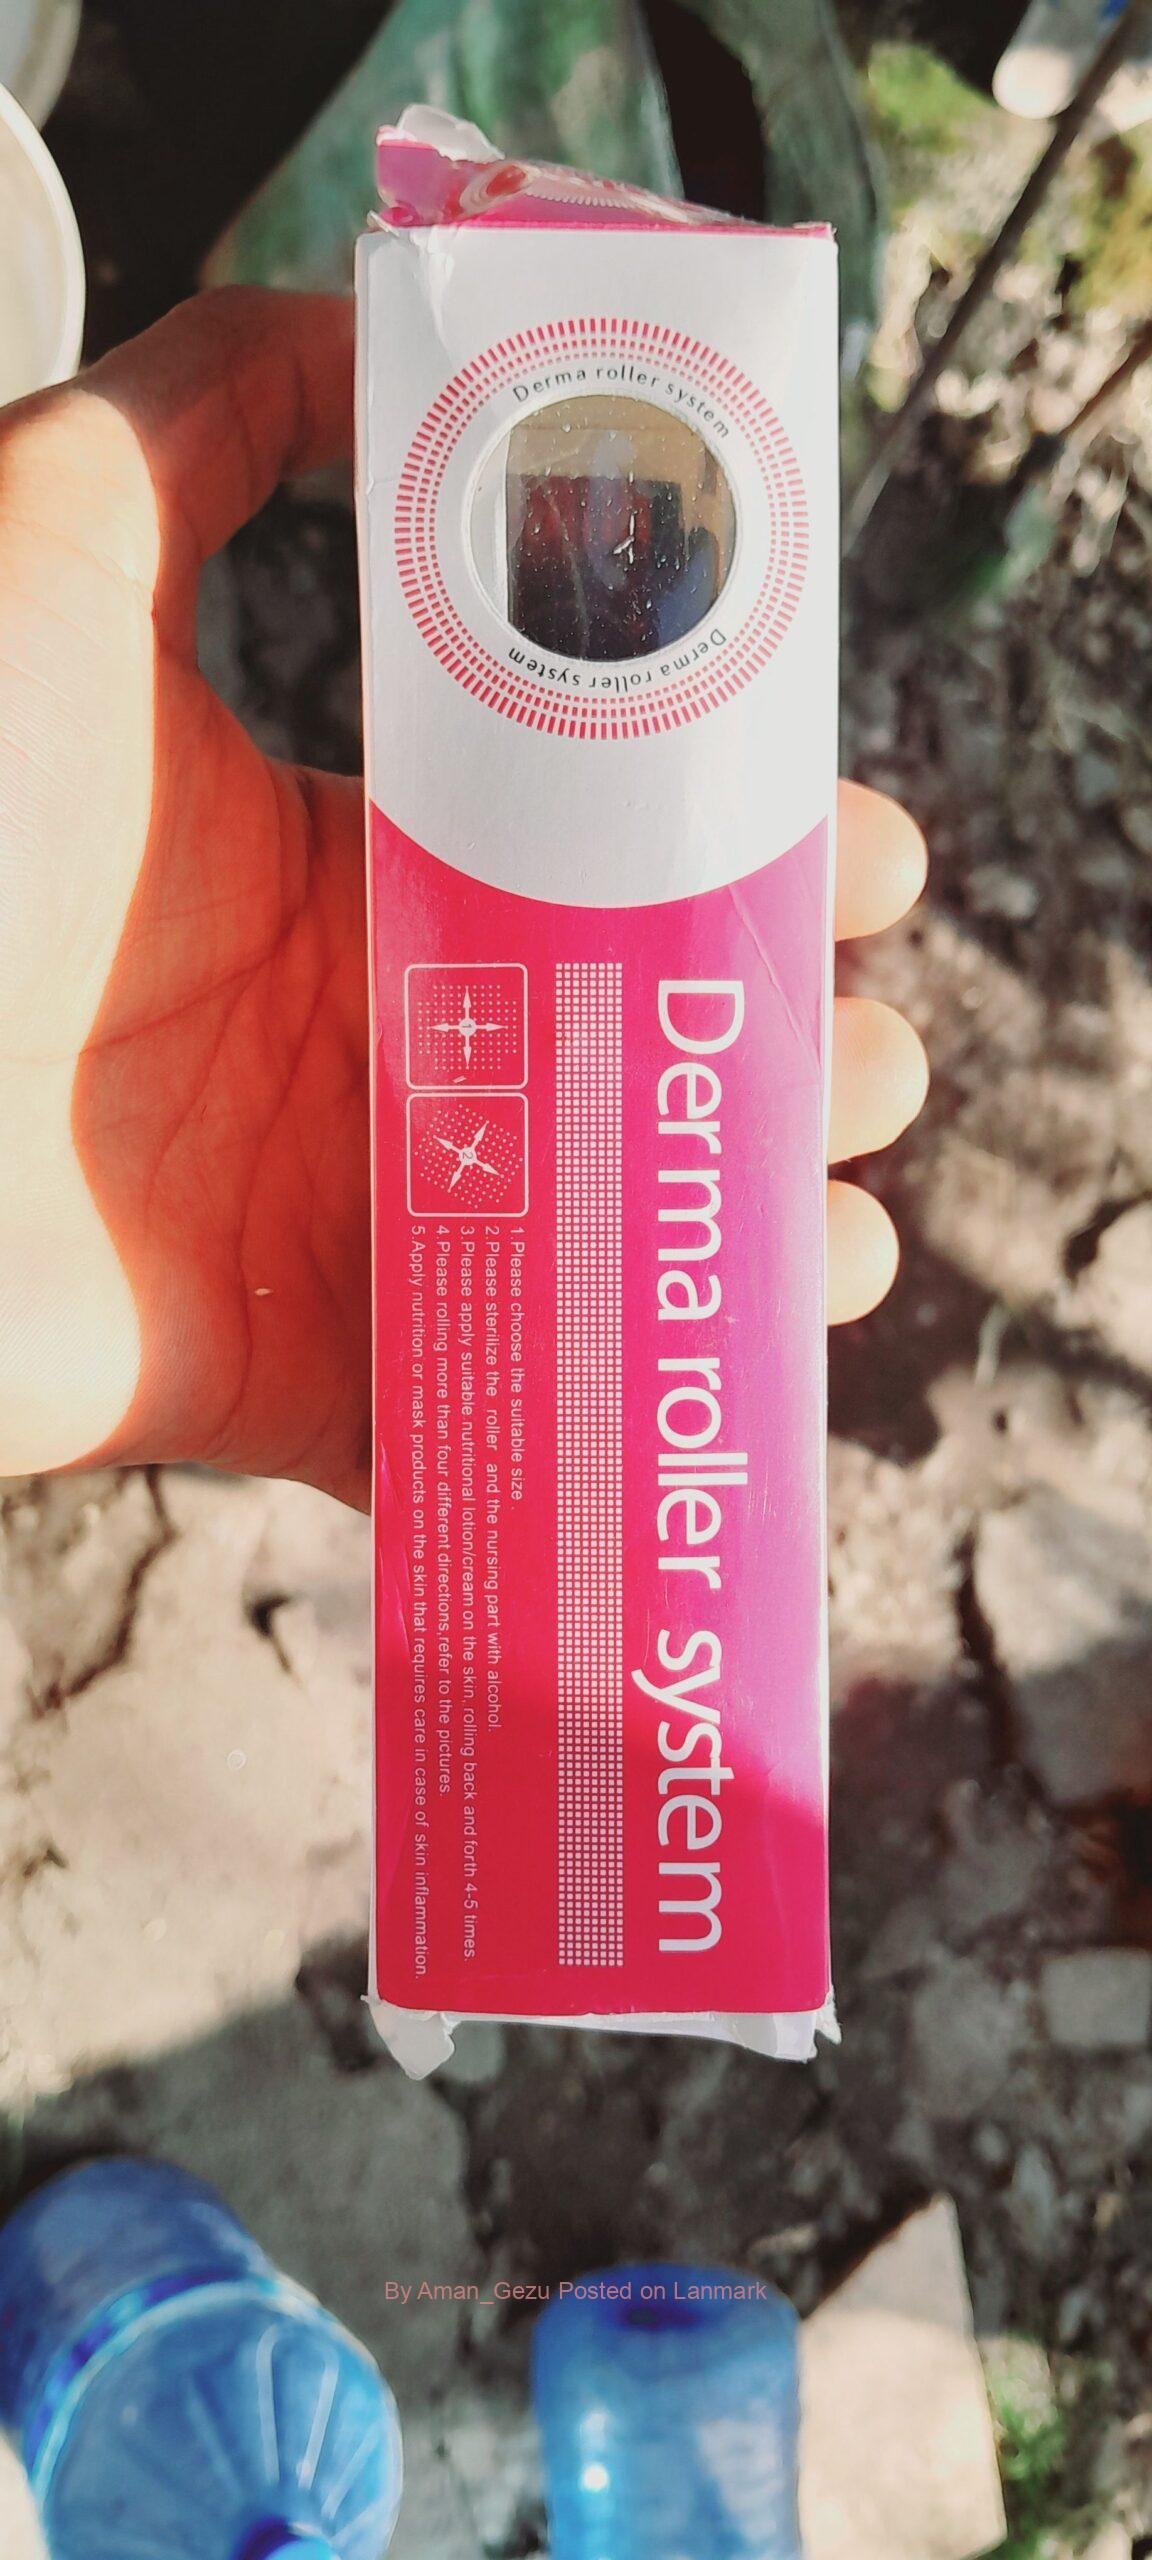 Derma roller system
Derma roller system
Derma roller system
1
2
1.Please choose the suitable size .
2.Please sterilize the roller and the nursing part with alcohol.
3.Please apply suitable nutritional lotion/cream on the skin, rolling back and forth 4-5 times.
4.Please rolling more than four different directions,refer to the pictures.
5.Apply nutrition or mask products on the skin that requires care in case of skin inflammation.
By Aman_Gezu Posted on Lanmark